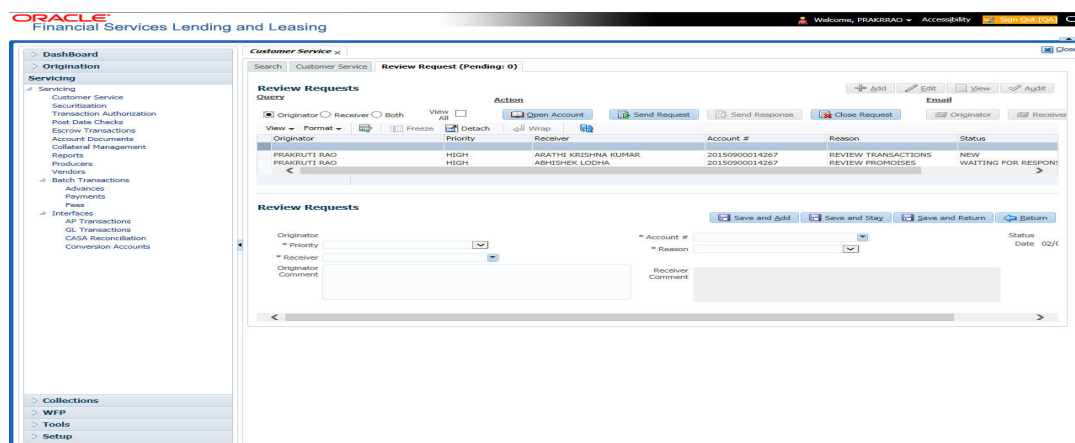 ORACLE®
Financial Services Lending and Leasing
Welcome, PRAKRRAO Accessibility Sign Out [QA]
DashBoard
Origination
Servicing
Servicing
Customer Service
Securitization
Transaction Authorization
Post Date Checks
Escrow Transactions
Account Documents
Collateral Management
Reports
Producers
Vendors
Batch Transactions
Advances
Payments
Fees
Interfaces
AP Transactions
GL Transactions
CASA Reconciliation
Conversion Accounts
Collections
WFP
Tools
Setup
Customer Service x
Close
Search Customer Service Review Request (Pending: 0)
Review Requests
Add Edit View Audit
Query Action Email
Originator Receiver Both View All Open Account Send Request Send Response Close Request Originator Receiver
View Format Freeze Detach Wrap
Originator Priority Receiver Account # Reason Status
PRAKRUTI RAO HIGH ARATHI KRISHNA KUMAR 20150900014267 REVIEW TRANSACTIONS NEW
PRAKRUTI RAO HIGH ABHISHEK LODHA 20150900014267 REVIEW PROMOISES WAITING FOR RESPONS
Review Requests
Save and Add Save and Stay Save and Return Return
Originator
* Priority
* Receiver
Originator Comment
* Account #
* Reason
Receiver Comment
Status
Date 02/0